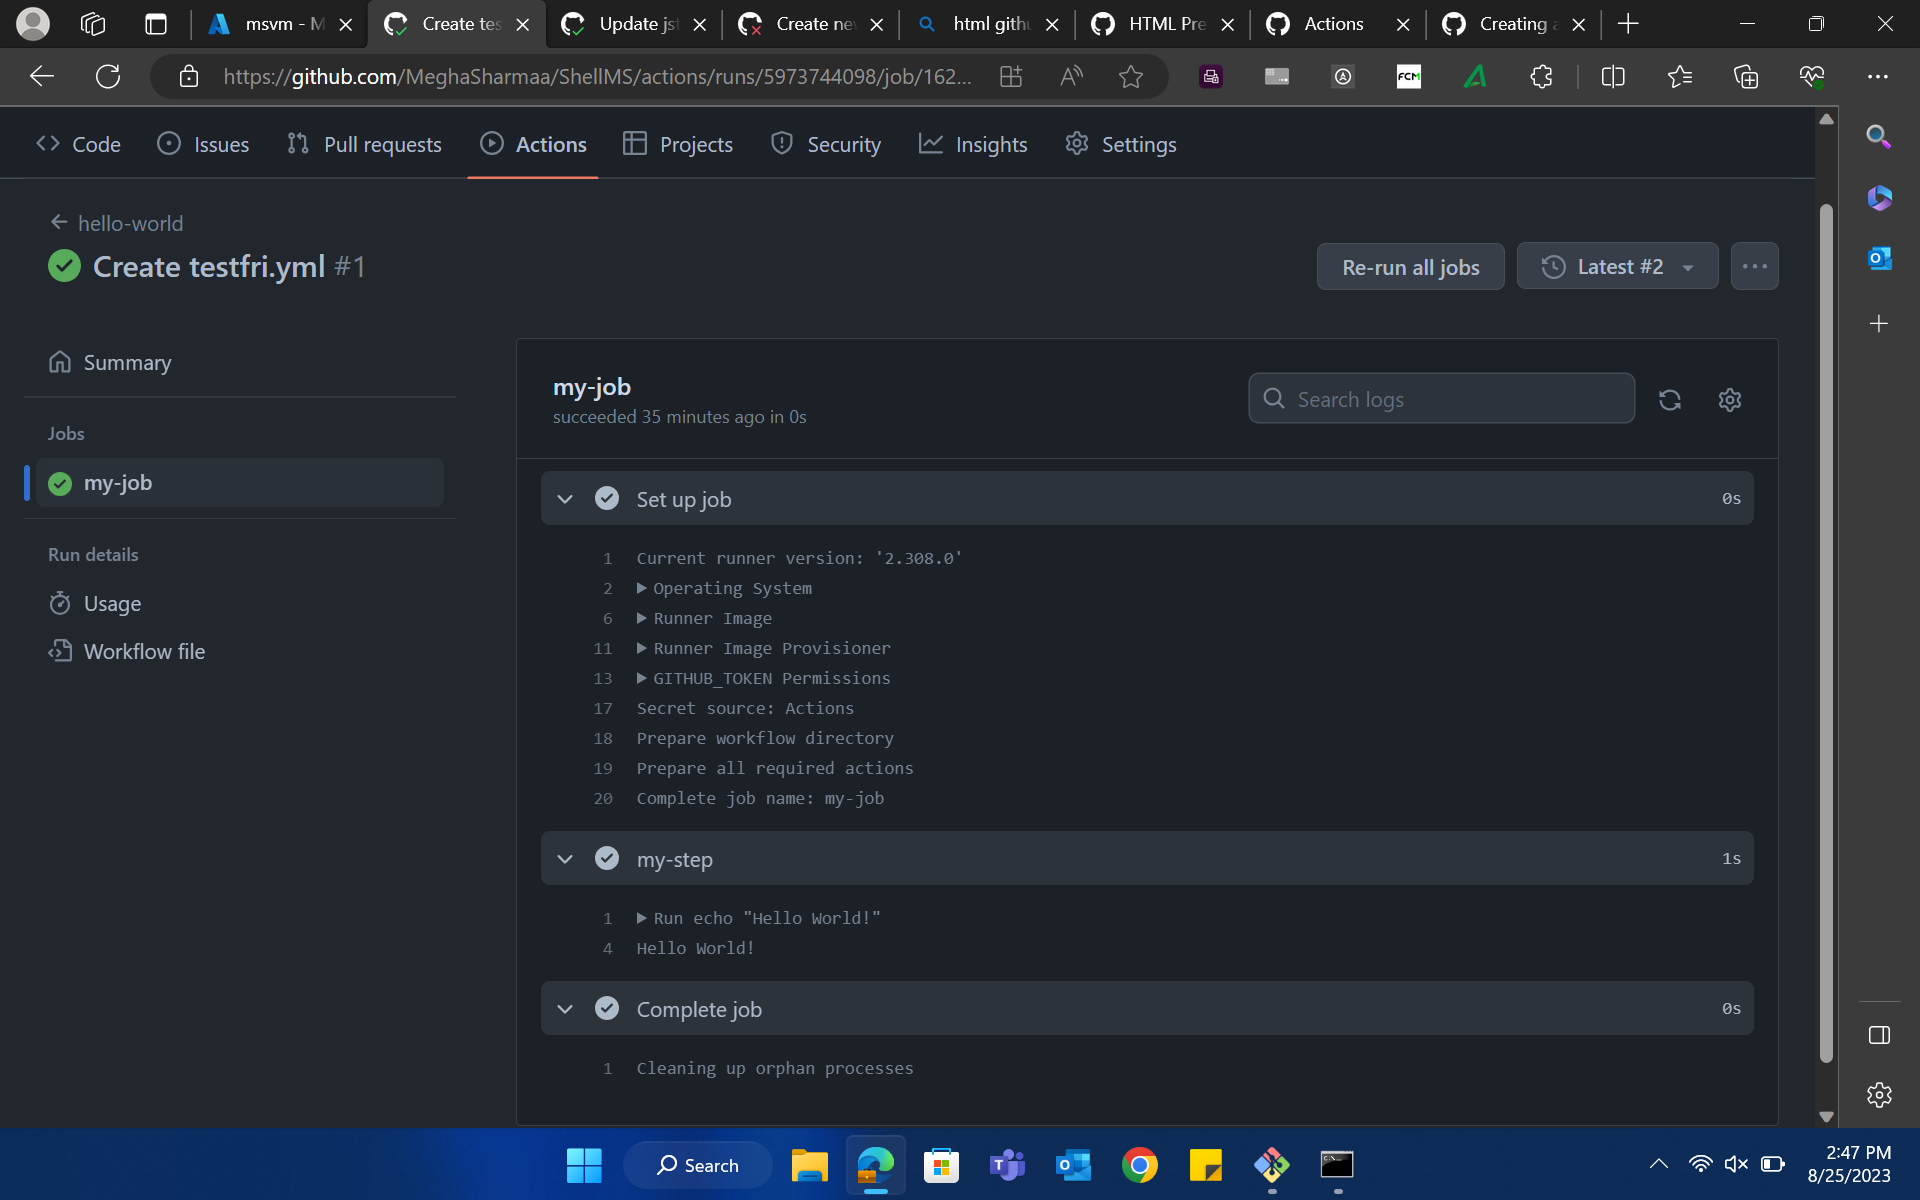 msvm - M
Create tes
Update jst
Create new
html githu
HTML Pre
Actions
Creating a
https://github.com/MeghaSharmaa/ShellMS/actions/runs/5973744098/job/162...
FCM
Code
Issues
Pull requests
Actions
Projects
Security
Insights
Settings
hello-world
Create testfri.yml #1
Re-run all jobs
Latest #2
Summary
Jobs
my-job
Run details
Usage
Workflow file
my-job
succeeded 35 minutes ago in 0s
Search logs
Set up job
0s
1 Current runner version: '2.308.0'
2 Operating System
6 Runner Image
11 Runner Image Provisioner
13 GITHUB_TOKEN Permissions
17 Secret source: Actions
18 Prepare workflow directory
19 Prepare all required actions
20 Complete job name: my-job
my-step
1s
1 Run echo "Hello World!"
4 Hello World!
Complete job
0s
1 Cleaning up orphan processes
Search
2:47 PM
8/25/2023